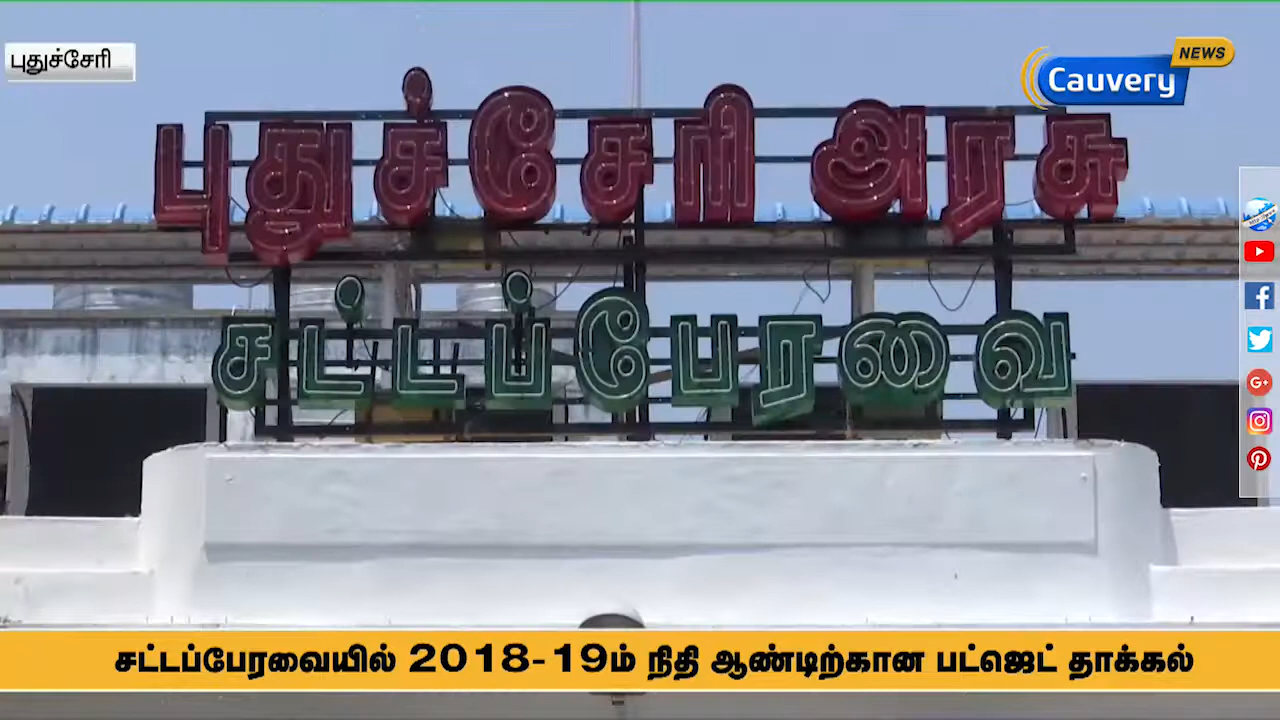 புதுச்சேரி
NEWS
Cauvery
புதுச்சேரி அரசு
சட்டப்பேரவை
சட்டப்பேரவையில் 2018-19ம் நிதி ஆண்டிற்கான பட்ஜெட் தாக்கல்